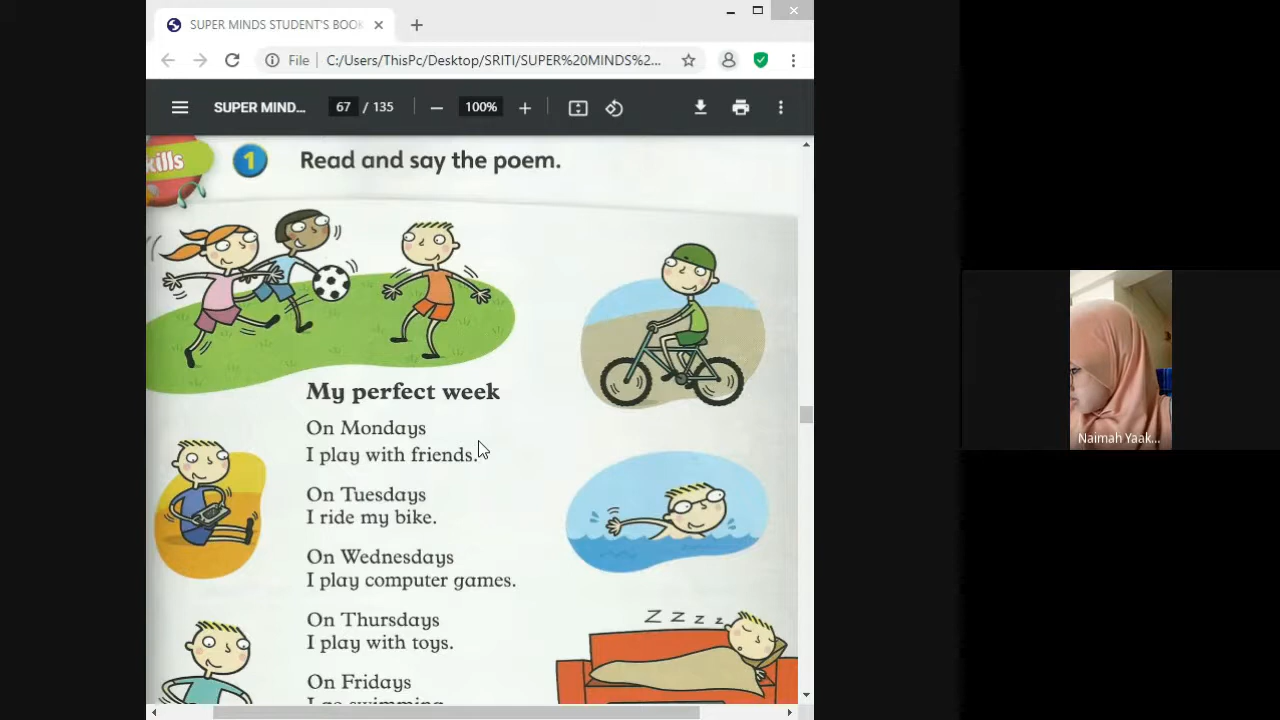 SUPER MINDS STUDENT'S BOOK
File C:/Users/ThisPc/Desktop/SRITI/SUPER%20MINDS%2...
SUPER MIND... 67 / 135 100%
kills 1 Read and say the poem.
My perfect week
On Mondays
I play with friends.
On Tuesdays
I ride my bike.
On Wednesdays
I play computer games.
On Thursdays
I play with toys.
On Fridays
I go swimming
Z z z z
Naimah Yaak...